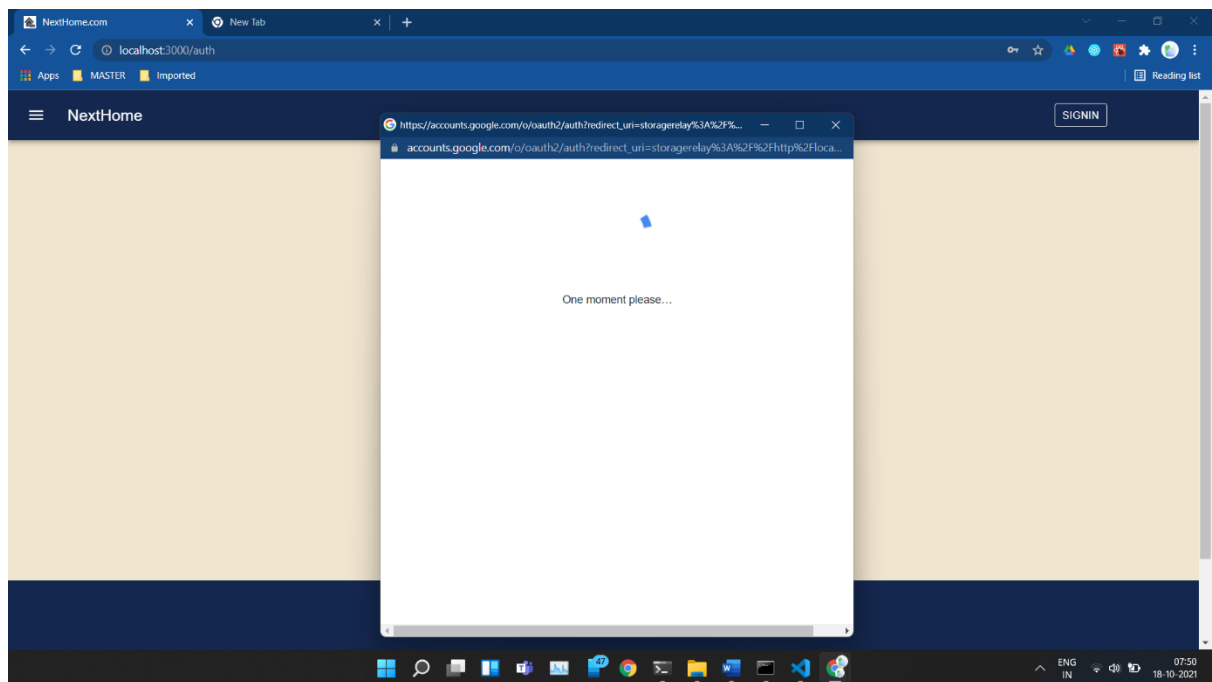 NextHome.com
New Tab
localhost:3000/auth
Apps
MASTER
Imported
Reading list
NextHome
SIGNIN
https://accounts.google.com/o/oauth2/auth?redirect_uri=storagerelay%3A%2F%...
accounts.google.com/o/oauth2/auth?redirect_uri=storagerelay%3A%2F%2Fhttp%2Floca...
One moment please...
47
ENG
IN
07:50
18-10-2021